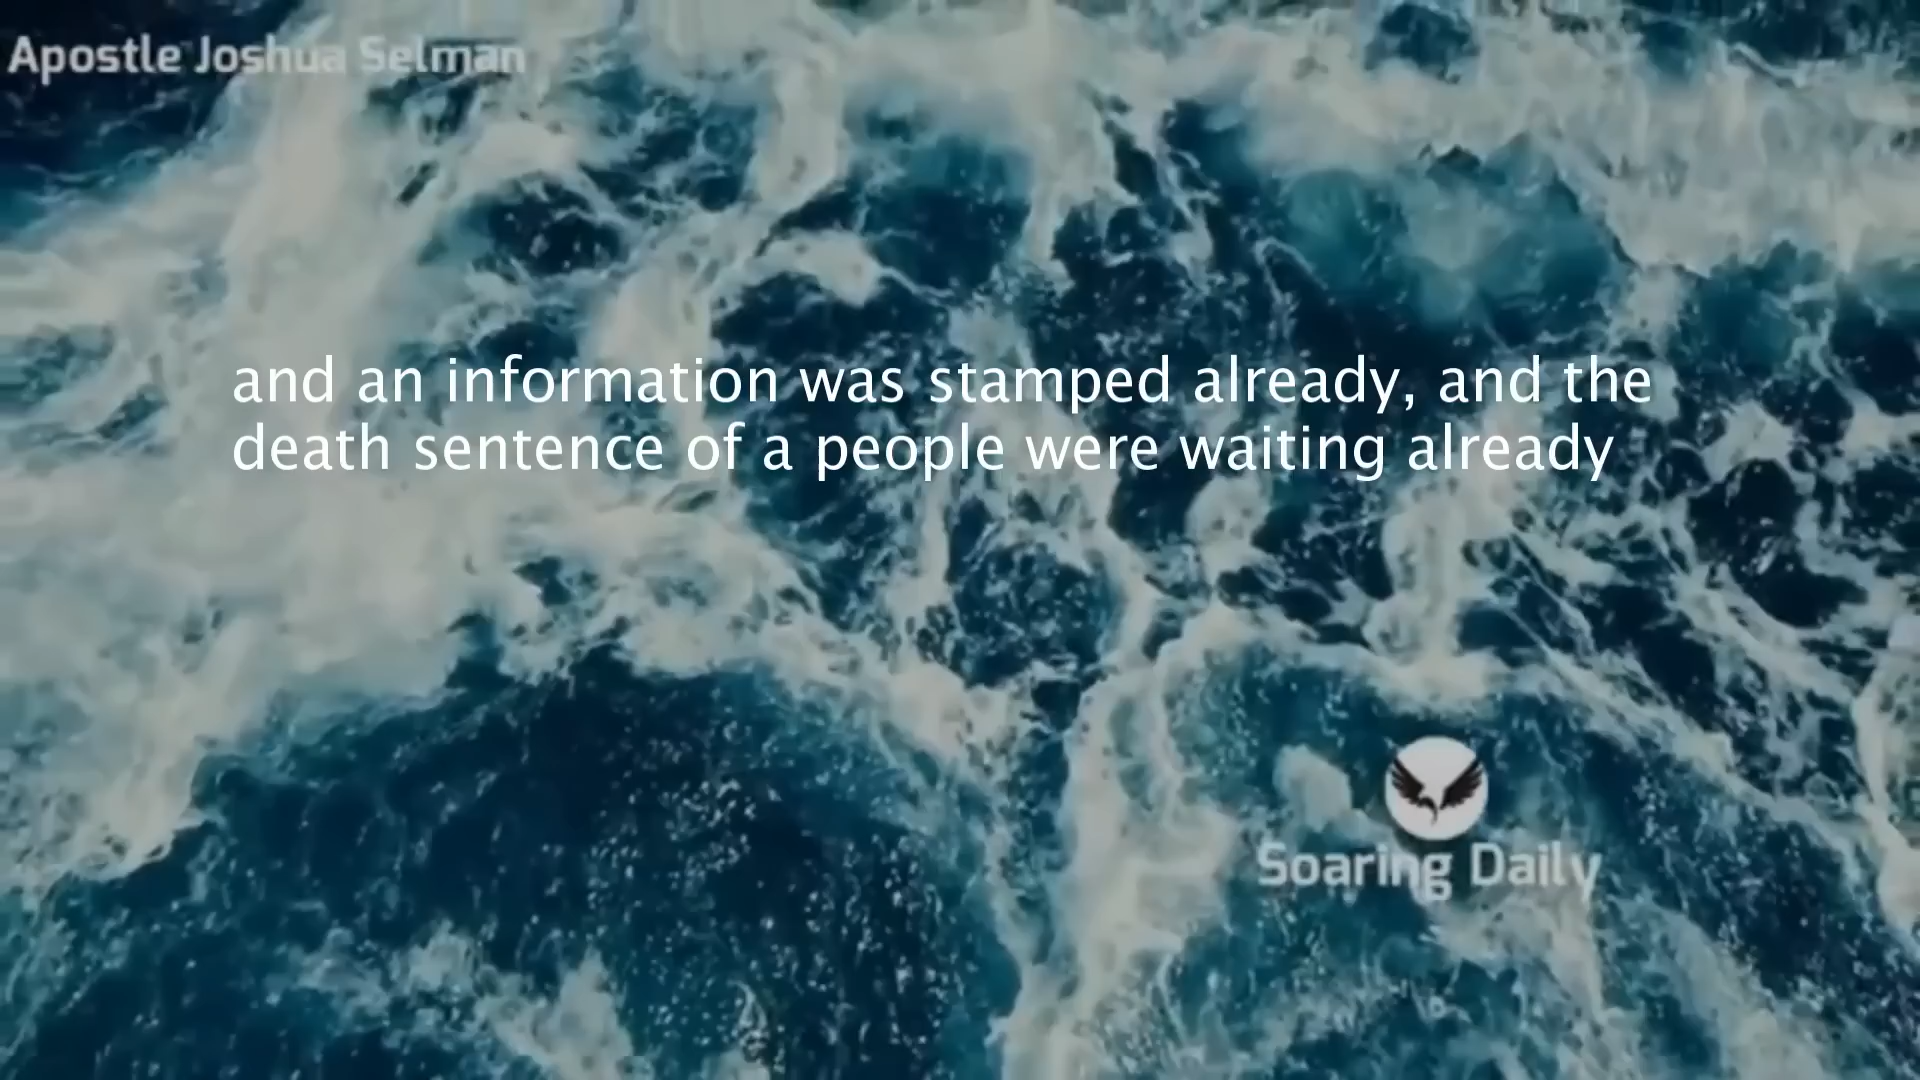 Apostle Joshua Selman
and an information was stamped already, and the
death sentence of a people were waiting already
Soaring Daily